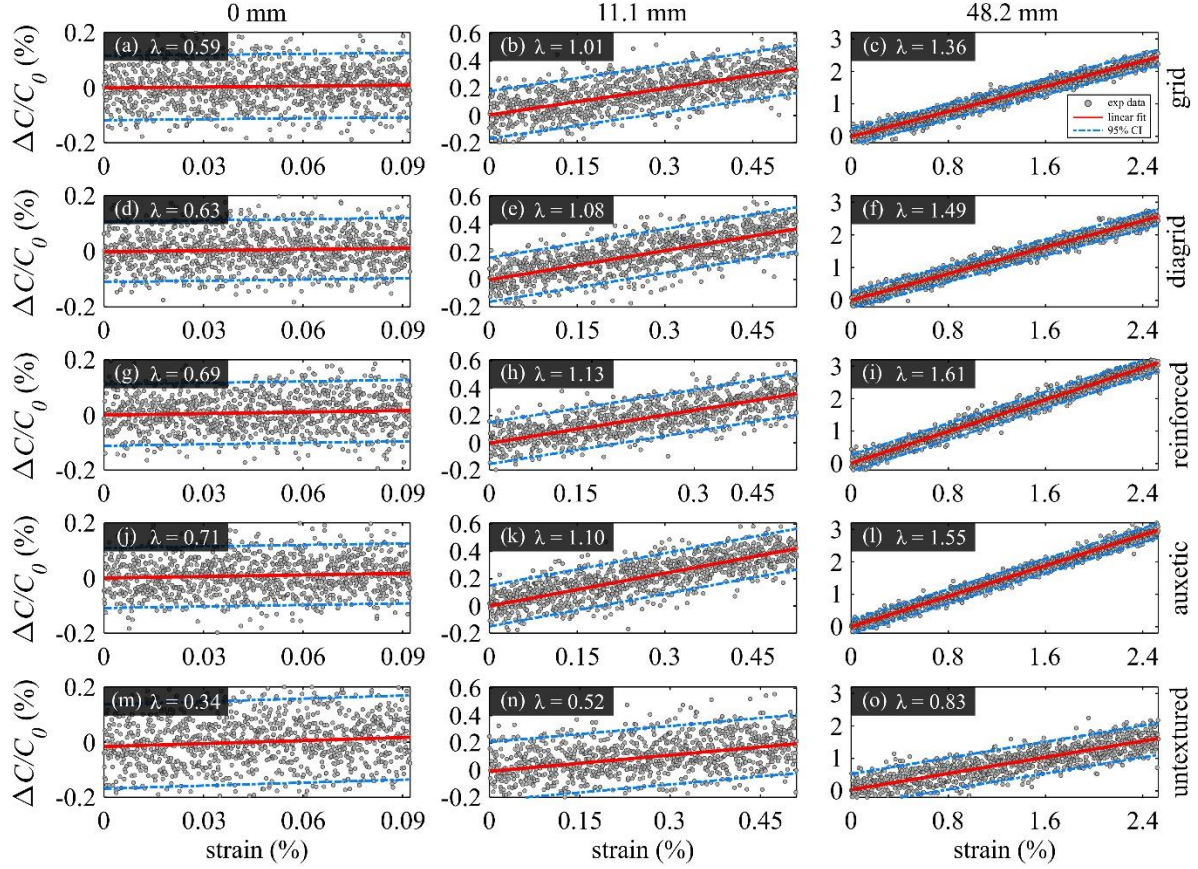 0 mm 11.1 mm 48.2 mm
ΔC/C0 (%)
0.2
0
-0.2
(a) λ = 0.59
0 0.03 0.06 0.09
0.6
0.4
0.2
0
-0.2
(b) λ = 1.01
0 0.15 0.3 0.45
3
2
1
0
(c) λ = 1.36
exp data
linear fit
95% CI
0 0.8 1.6 2.4
grid
ΔC/C0 (%)
0.2
0
-0.2
(d) λ = 0.63
0 0.03 0.06 0.09
0.6
0.4
0.2
0
-0.2
(e) λ = 1.08
0 0.15 0.3 0.45
3
2
1
0
(f) λ = 1.49
0 0.8 1.6 2.4
diagrid
ΔC/C0 (%)
0.2
0
-0.2
(g) λ = 0.69
0 0.03 0.06 0.09
0.6
0.4
0.2
0
-0.2
(h) λ = 1.13
0 0.15 0.3 0.45
3
2
1
0
(i) λ = 1.61
0 0.8 1.6 2.4
reinforced
ΔC/C0 (%)
0.2
0
-0.2
(j) λ = 0.71
0 0.03 0.06 0.09
0.6
0.4
0.2
0
-0.2
(k) λ = 1.10
0 0.15 0.3 0.45
3
2
1
0
(l) λ = 1.55
0 0.8 1.6 2.4
auxetic
ΔC/C0 (%)
0.2
0
-0.2
(m) λ = 0.34
0 0.03 0.06 0.09
strain (%)
0.6
0.4
0.2
0
-0.2
(n) λ = 0.52
0 0.15 0.3 0.45
strain (%)
3
2
1
0
(o) λ = 0.83
0 0.8 1.6 2.4
strain (%)
untextured